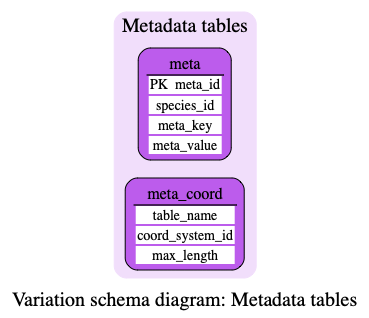 Metadata tables
meta
PK meta_id
species_id
meta_key
meta_value
meta_coord
table_name
coord_system_id
max_length
Variation schema diagram: Metadata tables